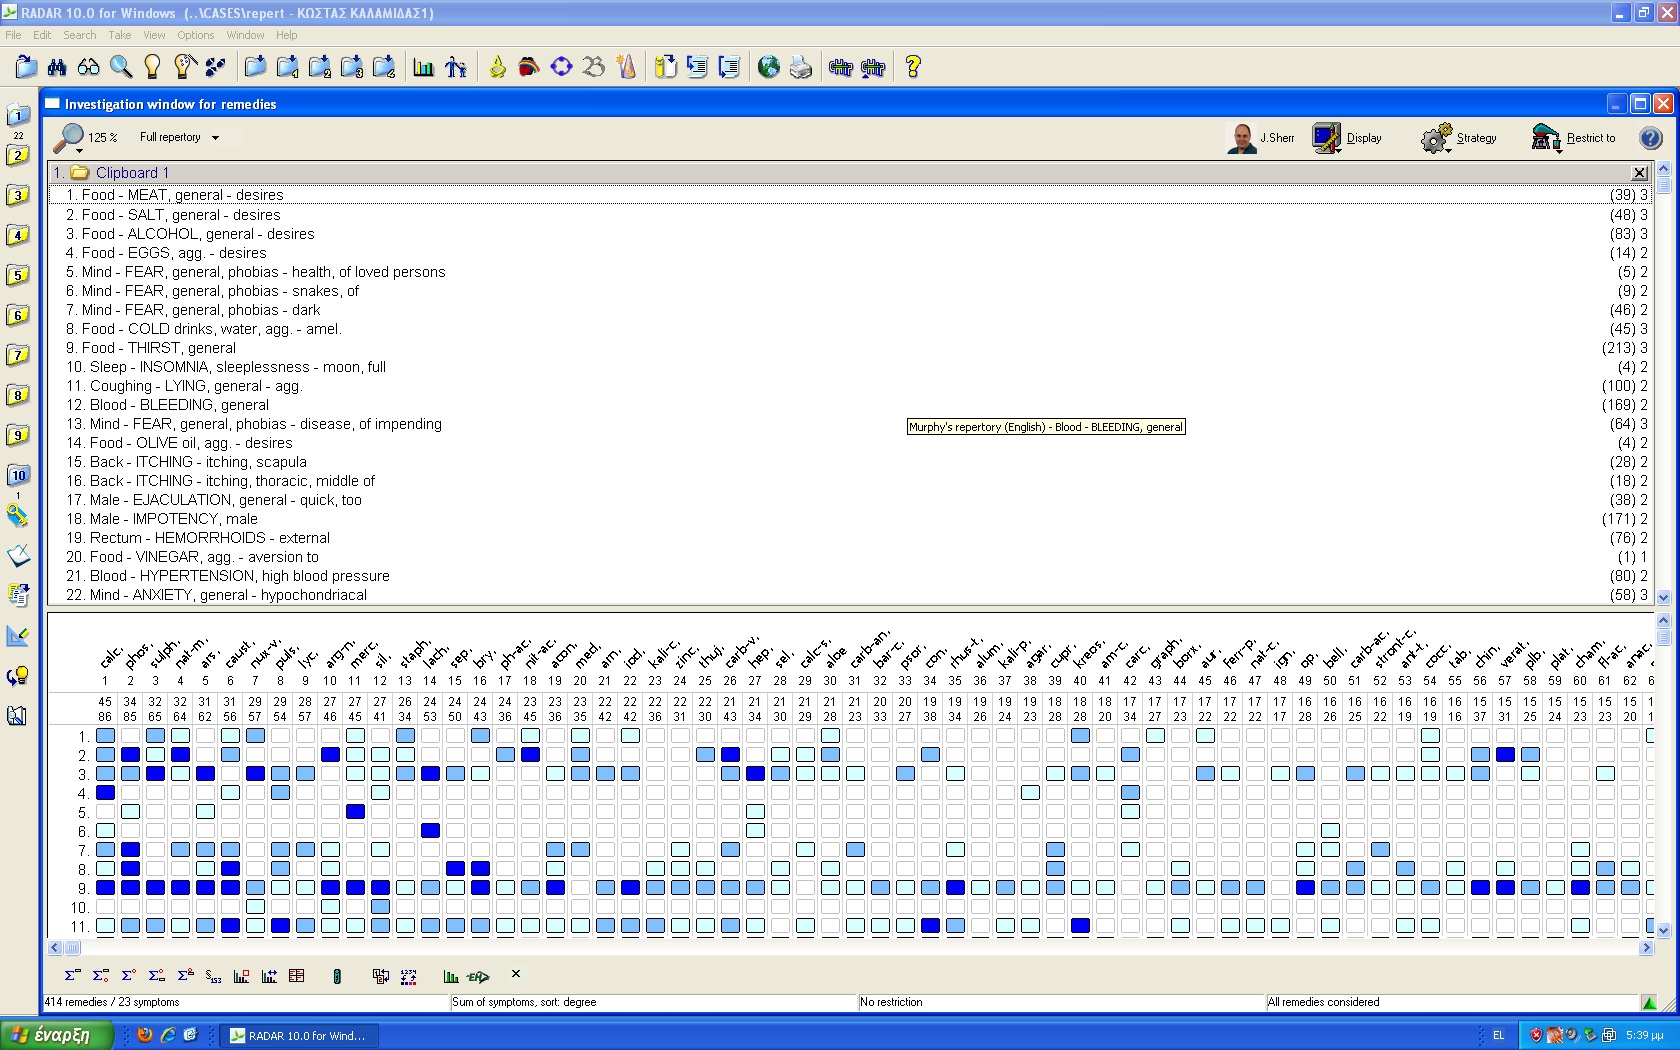 RADAR 10.0 for Windows (..\CASES\repert - ΚΩΣΤΑΣ ΚΑΛΑΜΙΔΑΣ1)
File Edit Search Take View Options Window Help
Investigation window for remedies
125 % Full repertory J.Sherr Display Strategy Restrict to
1. Clipboard 1
1. Food - MEAT, general - desires (39) 3
2. Food - SALT, general - desires (48) 3
3. Food - ALCOHOL, general - desires (83) 3
4. Food - EGGS, agg. - desires (14) 2
5. Mind - FEAR, general, phobias - health, of loved persons (5) 2
6. Mind - FEAR, general, phobias - snakes, of (9) 2
7. Mind - FEAR, general, phobias - dark (46) 2
8. Food - COLD drinks, water, agg. - amel. (45) 3
9. Food - THIRST, general (213) 3
10. Sleep - INSOMNIA, sleeplessness - moon, full (4) 2
11. Coughing - LYING, general - agg. (100) 2
12. Blood - BLEEDING, general (169) 2
13. Mind - FEAR, general, phobias - disease, of impending (64) 3
Murphy's repertory (English) - Blood - BLEEDING, general
14. Food - OLIVE oil, agg. - desires (4) 2
15. Back - ITCHING - itching, scapula (28) 2
16. Back - ITCHING - itching, thoracic, middle of (18) 2
17. Male - EJACULATION, general - quick, too (38) 2
18. Male - IMPOTENCY, male (171) 2
19. Rectum - HEMORRHOIDS - external (76) 2
20. Food - VINEGAR, agg. - aversion to (1) 1
21. Blood - HYPERTENSION, high blood pressure (80) 2
22. Mind - ANXIETY, general - hypochondriacal (58) 3
calc. phos. sulph. nat-m. ars. caust. nux-v. puls. lyc. arg-n. merc. sil. staph. lach. sep. bry. ph-ac. nit-ac. acon. med. arn. iod. kali-c. zinc. thuj. carb-v. hep. sel. calc-s. aloe carb-an. bar-c. psor. con. rhus-t. alum. kali-p. agar. cupr. kreos. am-c. carc. graph. borx. aur. ferr-p. nat-c. ign. op. bell. carb-ac. stront-c. ant-t. cocc. tab. chin. verat. plb. plat. cham. fl-ac. anac.
1 2 3 4 5 6 7 8 9 10 11 12 13 14 15 16 17 18 19 20 21 22 23 24 25 26 27 28 29 30 31 32 33 34 35 36 37 38 39 40 41 42 43 44 45 46 47 48 49 50 51 52 53 54 55 56 57 58 59 60 61 62 6
45 34 32 32 31 31 29 29 28 27 27 27 26 24 24 24 24 23 23 23 22 22 22 22 22 21 21 21 21 21 20 20 20 19 19 19 19 19 18 18 18 17 17 17 17 17 17 17 16 16 16 16 16 16 16 15 15 15 15 15 15 15 1
86 85 65 64 62 56 57 54 57 46 45 41 34 53 50 43 36 45 35 35 42 42 36 31 30 43 34 30 29 28 33 33 27 38 34 26 24 23 28 28 20 34 27 23 22 22 22 17 28 26 25 22 19 19 16 37 31 25 24 23 23 20 1
1.
2.
3.
4.
5.
6.
7.
8.
9.
10.
11.
414 remedies / 23 symptoms Sum of symptoms, sort: degree No restriction All remedies considered
έναρξη RADAR 10.0 for Wind... EL 5:39 μμ